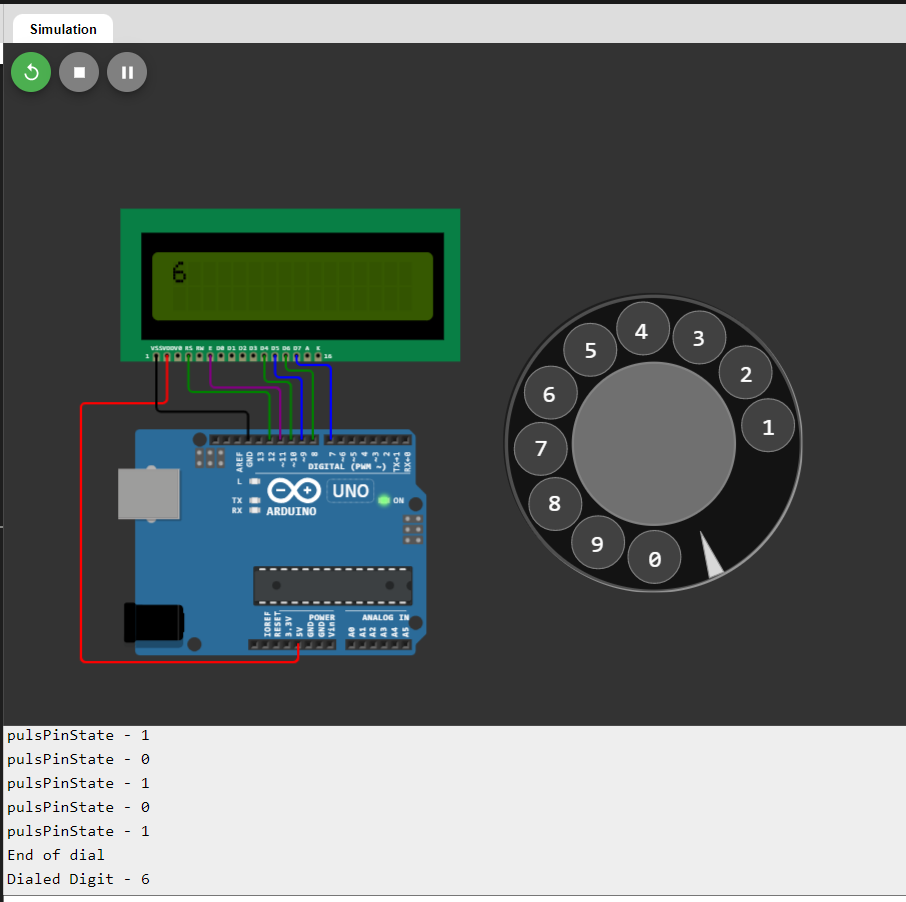 Simulation
6
VSS VDD V0 RS RW E D0 D1 D2 D3 D4 D5 D6 D7 A K
1 16
AREF GND 13 12 ~11 ~10 ~9 8 7 ~6 ~5 4 ~3 2 TX→1 RX←0
DIGITAL (PWM ~)
L
TX
RX
UNO
ON
ARDUINO
POWER
ANALOG IN
IOREF RESET 3.3V 5V GND GND Vin A0 A1 A2 A3 A4 A5
4
3
5
2
6
1
7
8
9
0
pulsPinState - 1
pulsPinState - 0
pulsPinState - 1
pulsPinState - 0
pulsPinState - 1
End of dial
Dialed Digit - 6